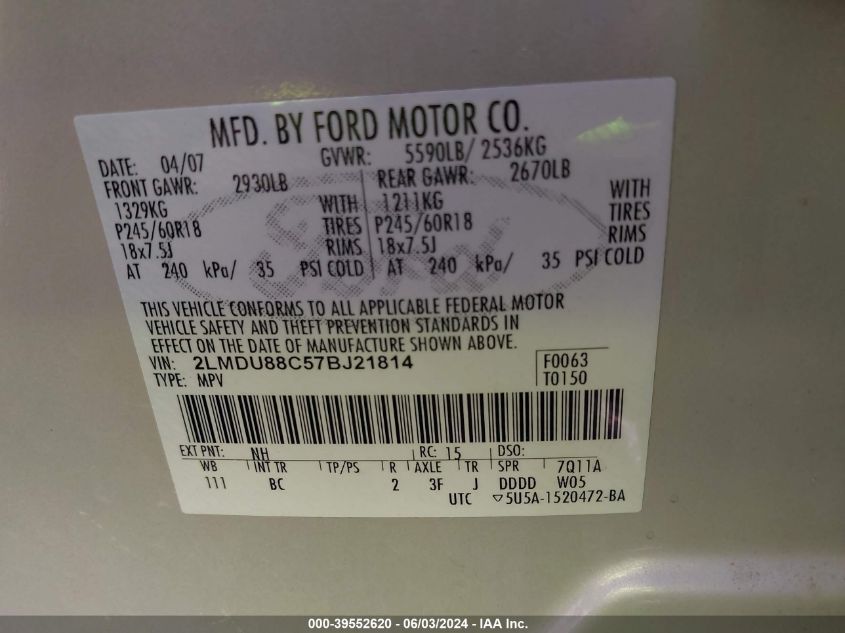 MFD. BY FORD MOTOR CO.
DATE: 04/07 GVWR: 5590LB/ 2536KG
FRONT GAWR: 2930LB REAR GAWR: 2670LB
1329KG WITH 1211KG WITH
P245/60R18 TIRES P245/60R18 TIRES
18x7.5J RIMS 18x7.5J RIMS
AT 240 kPa/ 35 PSI COLD AT 240 kPa/ 35 PSI COLD
THIS VEHICLE CONFORMS TO ALL APPLICABLE FEDERAL MOTOR
VEHICLE SAFETY AND THEFT PREVENTION STANDARDS IN
EFFECT ON THE DATE OF MANUFACTURE SHOWN ABOVE.
VIN: 2LMDU88C57BJ21814 F0063
TYPE: MPV T0150
EXT PNT: NH RC: 15 DSO:
WB INT TR TP/PS R AXLE TR SPR 7Q11A
111 BC 2 3F J DDDD W05
UTC ▽5U5A-1520472-BA
000-39552620 - 06/03/2024 - IAA Inc.